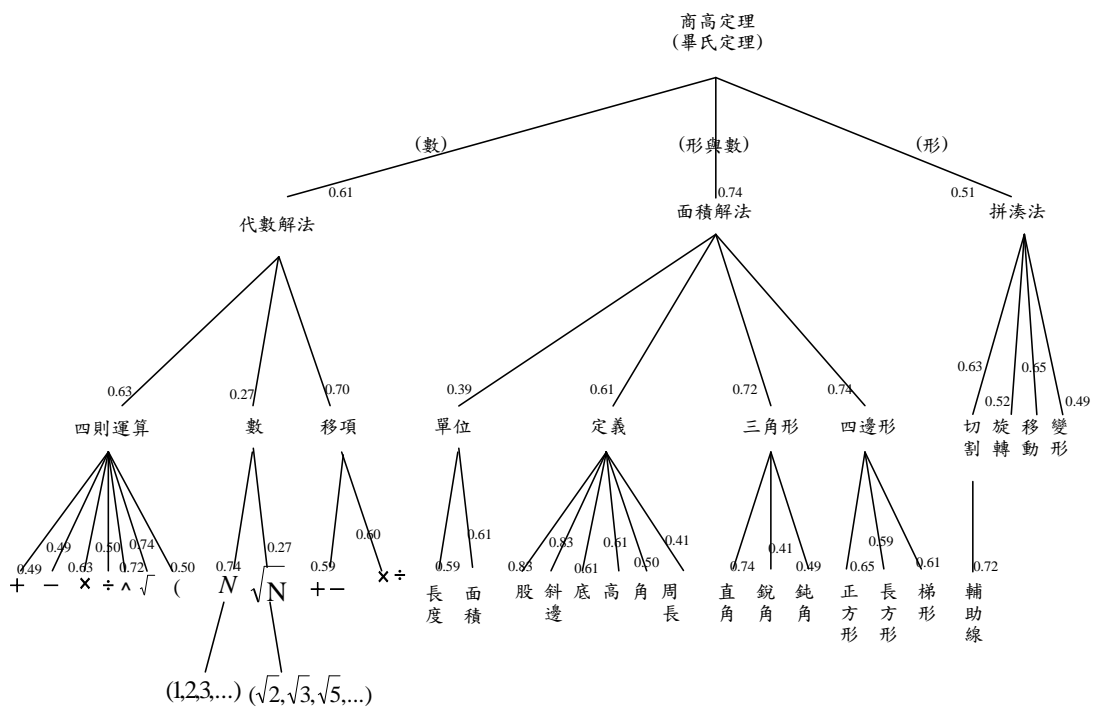 商高定理
(畢氏定理)
(數) (形與數) (形)
0.61 0.74 0.51
代數解法 面積解法 拼湊法
0.63 0.27 0.70 0.39 0.61 0.72 0.74 0.63 0.52 0.65 0.49
四則運算 數 移項 單位 定義 三角形 四邊形 切割 旋轉 移動 變形
0.49 0.49 0.63 0.50 0.72 0.74 0.50 0.74 0.27 0.59 0.60 0.59 0.61 0.83 0.83 0.61 0.61 0.50 0.41 0.74 0.41 0.49 0.65 0.59 0.61 0.72
+ − × ÷ ^ √ ( N √N +− ×÷ 長度 面積 股 斜邊 底 高 角 周長 直角 銳角 鈍角 正方形 長方形 梯形 輔助線
(1,2,3,...) (√2,√3,√5,...)